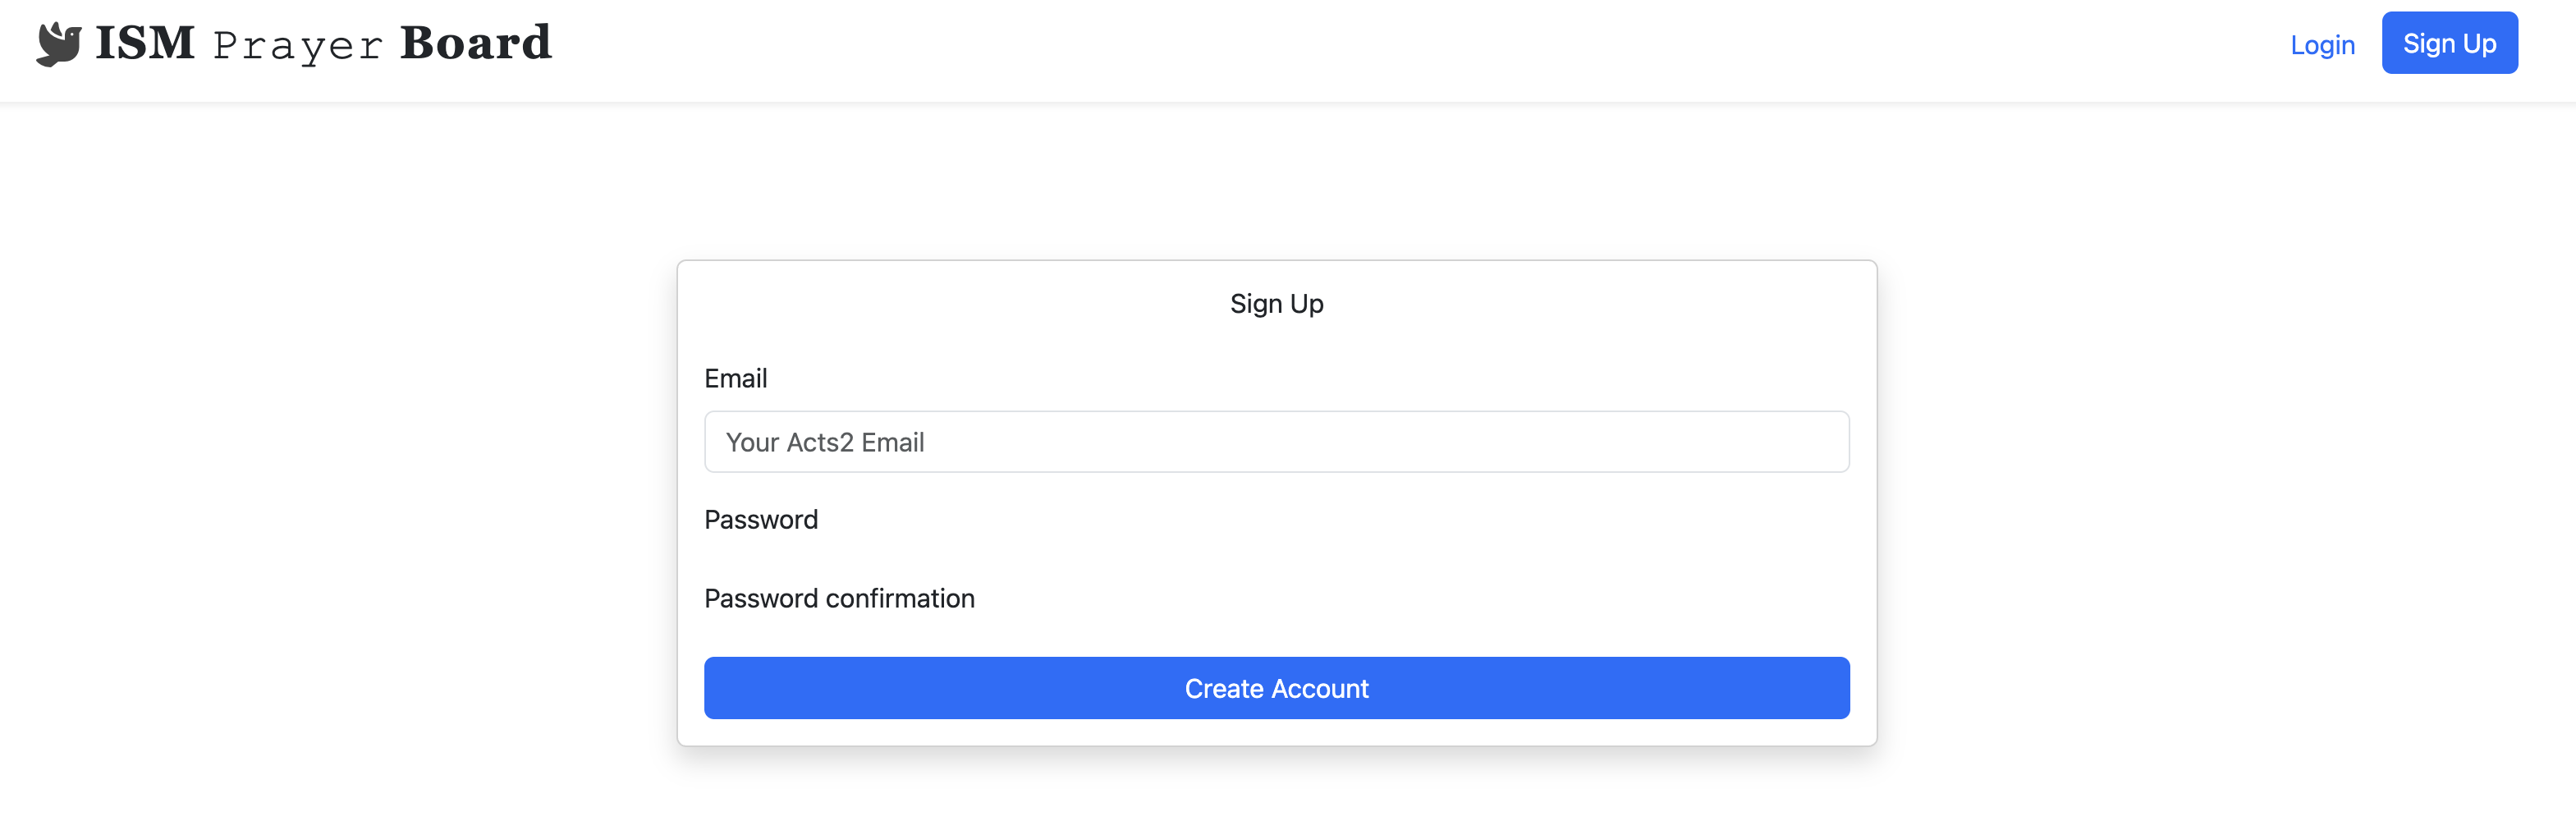 ISM Prayer Board
Login
Sign Up
Sign Up
Email
Your Acts2 Email
Password
Password confirmation
Create Account